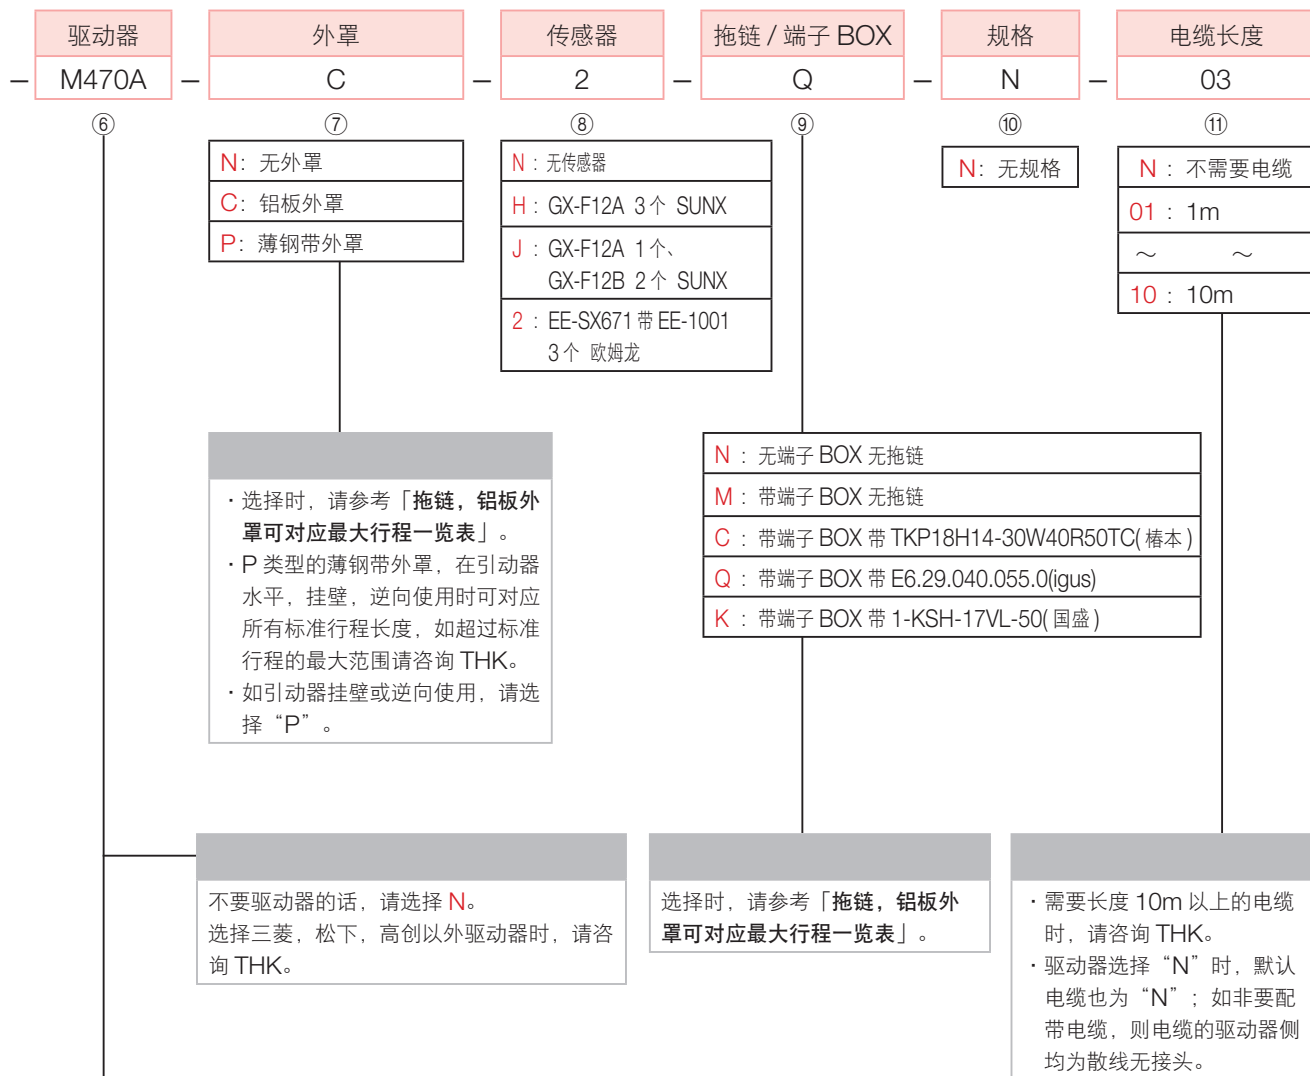 驱动器 外罩 传感器 拖链 / 端子 BOX 规格 电缆长度
– M470A – C – 2 – Q – N – 03
⑥ ⑦ ⑧ ⑨ ⑩ ⑪
N：无外罩
C：铝板外罩
P：薄钢带外罩
N：无传感器
H：GX-F12A 3个 SUNX
J：GX-F12A 1个、
GX-F12B 2个 SUNX
2：EE-SX671 带 EE-1001
3个 欧姆龙
N：无规格
N：不需要电缆
01：1m
～ ～
10：10m
・选择时，请参考「拖链，铝板外
罩可对应最大行程一览表」。
・P 类型的薄钢带外罩，在引动器
水平，挂壁，逆向使用时可对应
所有标准行程长度，如超过标准
行程的最大范围请咨询 THK。
・如引动器挂壁或逆向使用，请选
择“P”。
N：无端子 BOX 无拖链
M：带端子 BOX 无拖链
C：带端子 BOX 带 TKP18H14-30W40R50TC( 椿本 )
Q：带端子 BOX 带 E6.29.040.055.0(igus)
K：带端子 BOX 带 1-KSH-17VL-50( 国盛 )
不要驱动器的话，请选择 N。
选择三菱，松下，高创以外驱动器时，请咨
询 THK。
选择时，请参考「拖链，铝板外
罩可对应最大行程一览表」。
・需要长度 10m 以上的电缆
时，请咨询 THK。
・驱动器选择“N”时，默认
电缆也为“N”；如非要配
带电缆，则电缆的驱动器侧
均为散线无接头。